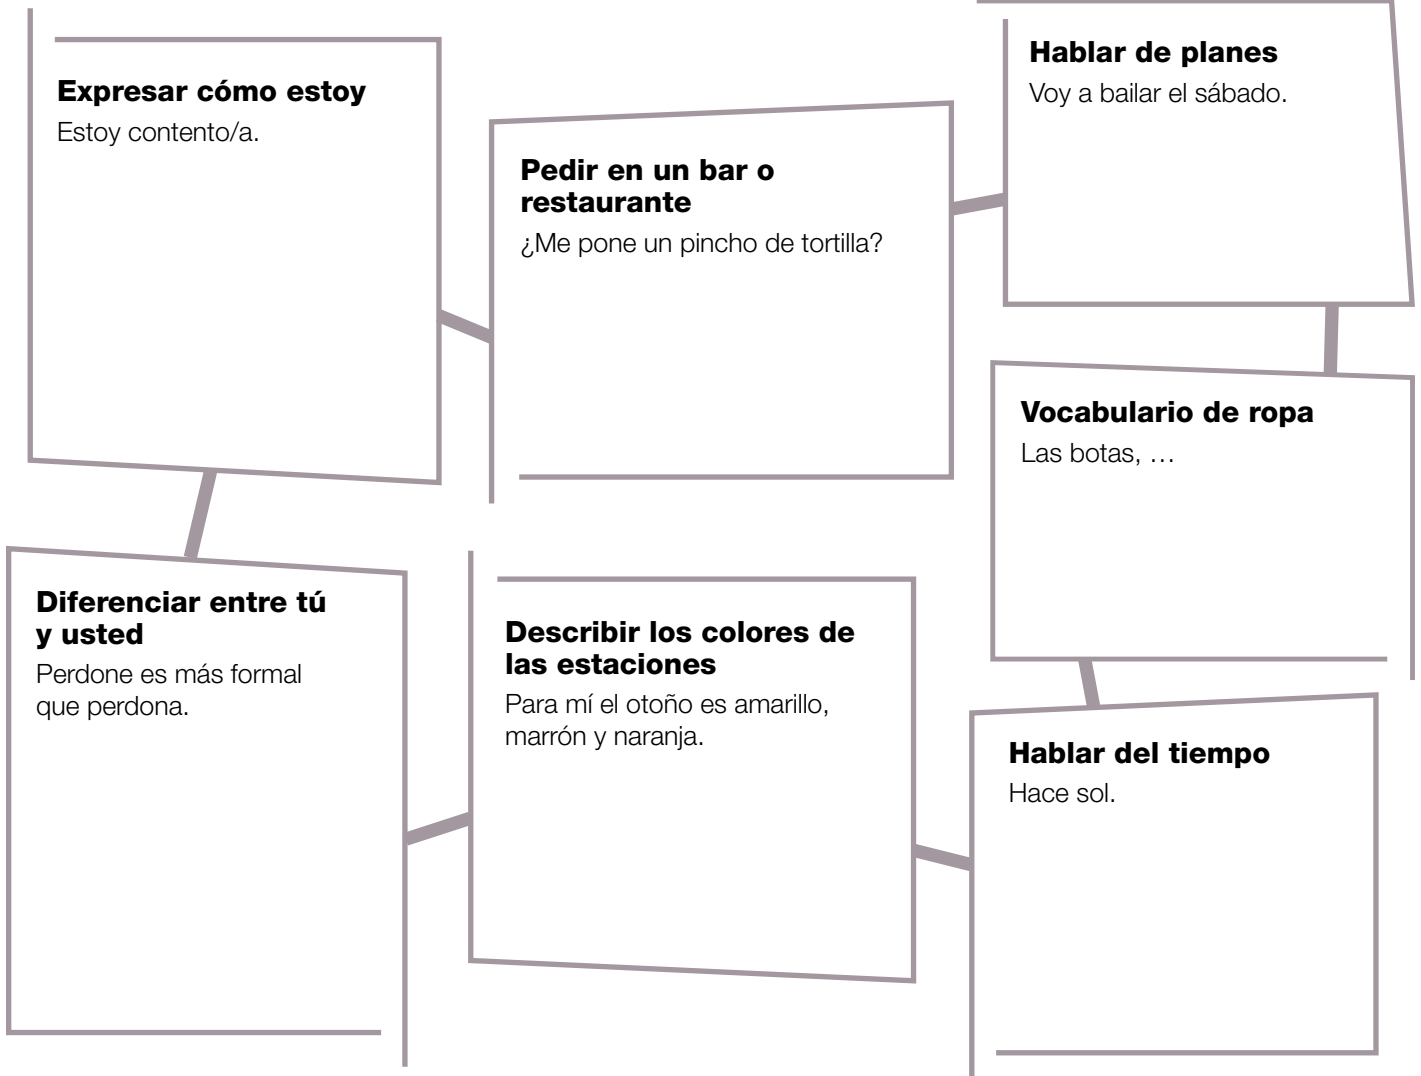 Expresar cómo estoy
Estoy contento/a.
Pedir en un bar o
restaurante
¿Me pone un pincho de tortilla?
Hablar de planes
Voy a bailar el sábado.
Vocabulario de ropa
Las botas, …
Diferenciar entre tú
y usted
Perdone es más formal
que perdona.
Describir los colores de
las estaciones
Para mí el otoño es amarillo,
marrón y naranja.
Hablar del tiempo
Hace sol.